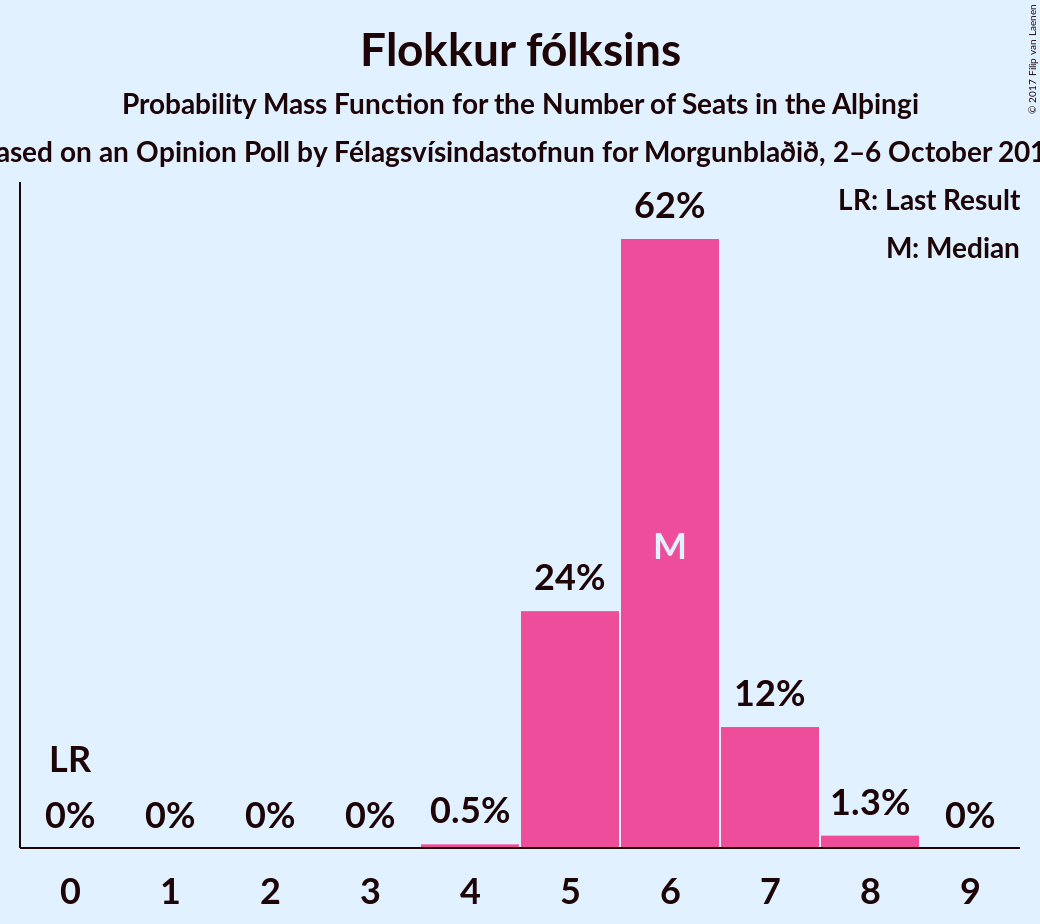 Flokkur fólksins
Probability Mass Function for the Number of Seats in the Alþingi
ased on an Opinion Poll by Félagsvísindastofnun for Morgunblaðið, 2–6 October 201
© 2017 Filip van Laenen
LR: Last Result
M: Median
62%
M
24%
12%
LR
0% 0% 0% 0% 0.5% 1.3% 0%
0 1 2 3 4 5 6 7 8 9